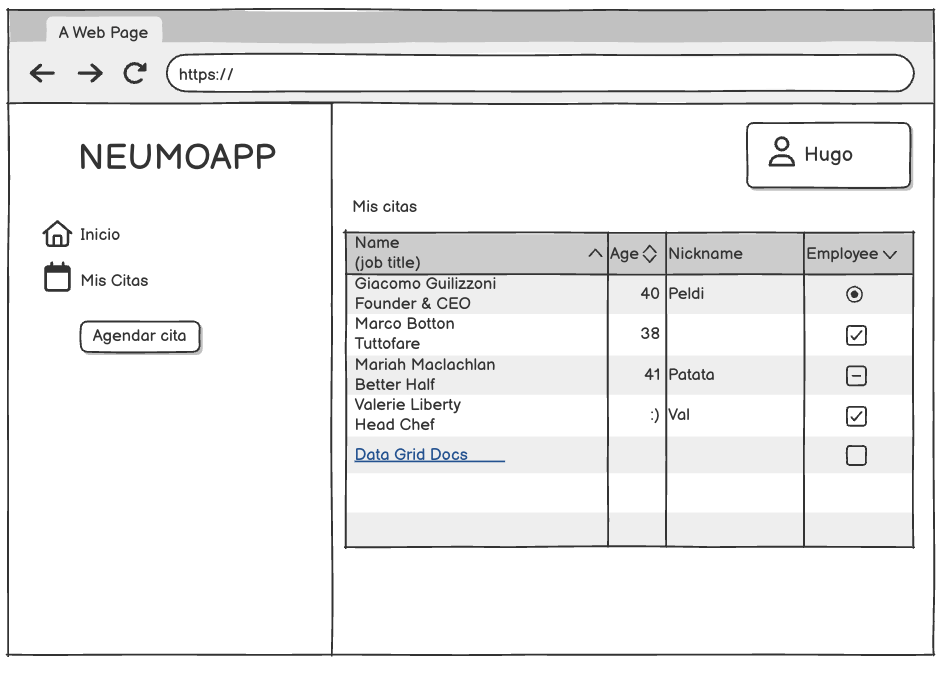 A Web Page
https://
NEUMOAPP
Hugo
Inicio
Mis Citas
Agendar cita
Mis citas
Name
(job title)
Age
Nickname
Employee
Giacomo Guilizzoni
Founder & CEO
40
Peldi
Marco Botton
Tuttofare
38
Mariah Maclachlan
Better Half
41
Patata
Valerie Liberty
Head Chef
:)
Val
Data Grid Docs